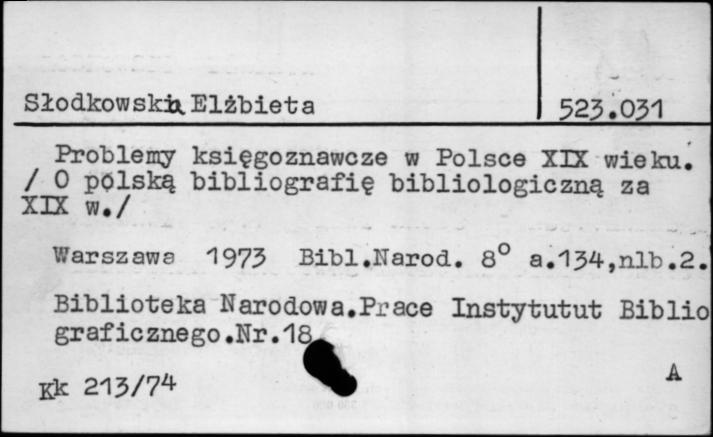 Słodkowska Elżbieta 523.031
Problemy księgoznawcze w Polsce XIX wieku.
/ O polską bibliografię bibliologiczną za
XIX w./
Warszawa 1973 Bibl.Narod. 8° a.134,nlb.2.
Biblioteka Narodowa.Prace Instytutut Biblio
graficznego.Nr.18
Kk 213/74 A